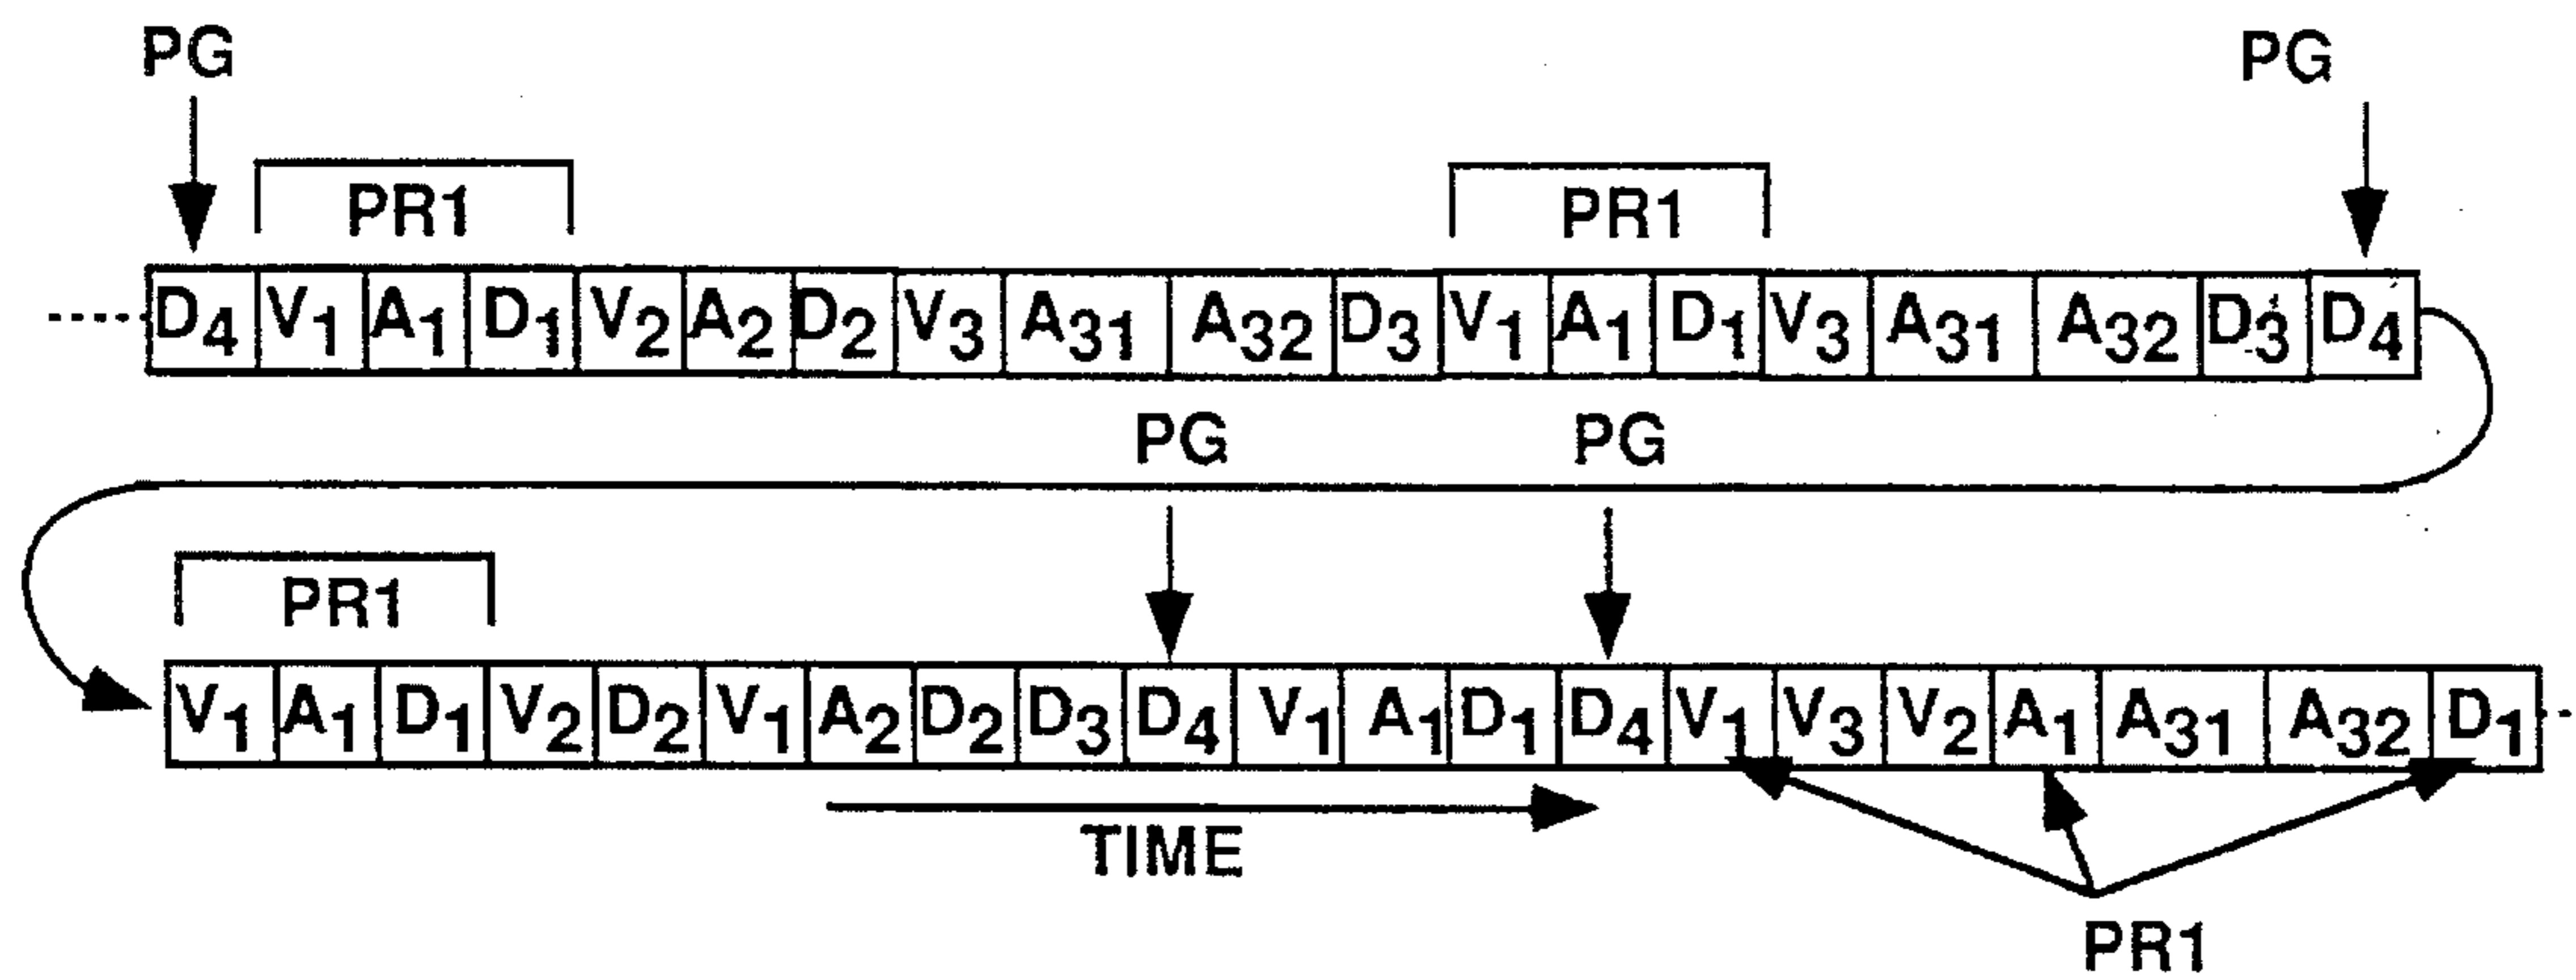 PG PG
PR1 PR1
D4 V1 A1 D1 V2 A2 D2 V3 A31 A32 D3 V1 A1 D1 V3 A31 A32 D3 D4
PG PG
PR1
V1 A1 D1 V2 D2 V1 A2 D2 D3 D4 V1 A1 D1 D4 V1 V3 V2 A1 A31 A32 D1
TIME
PR1